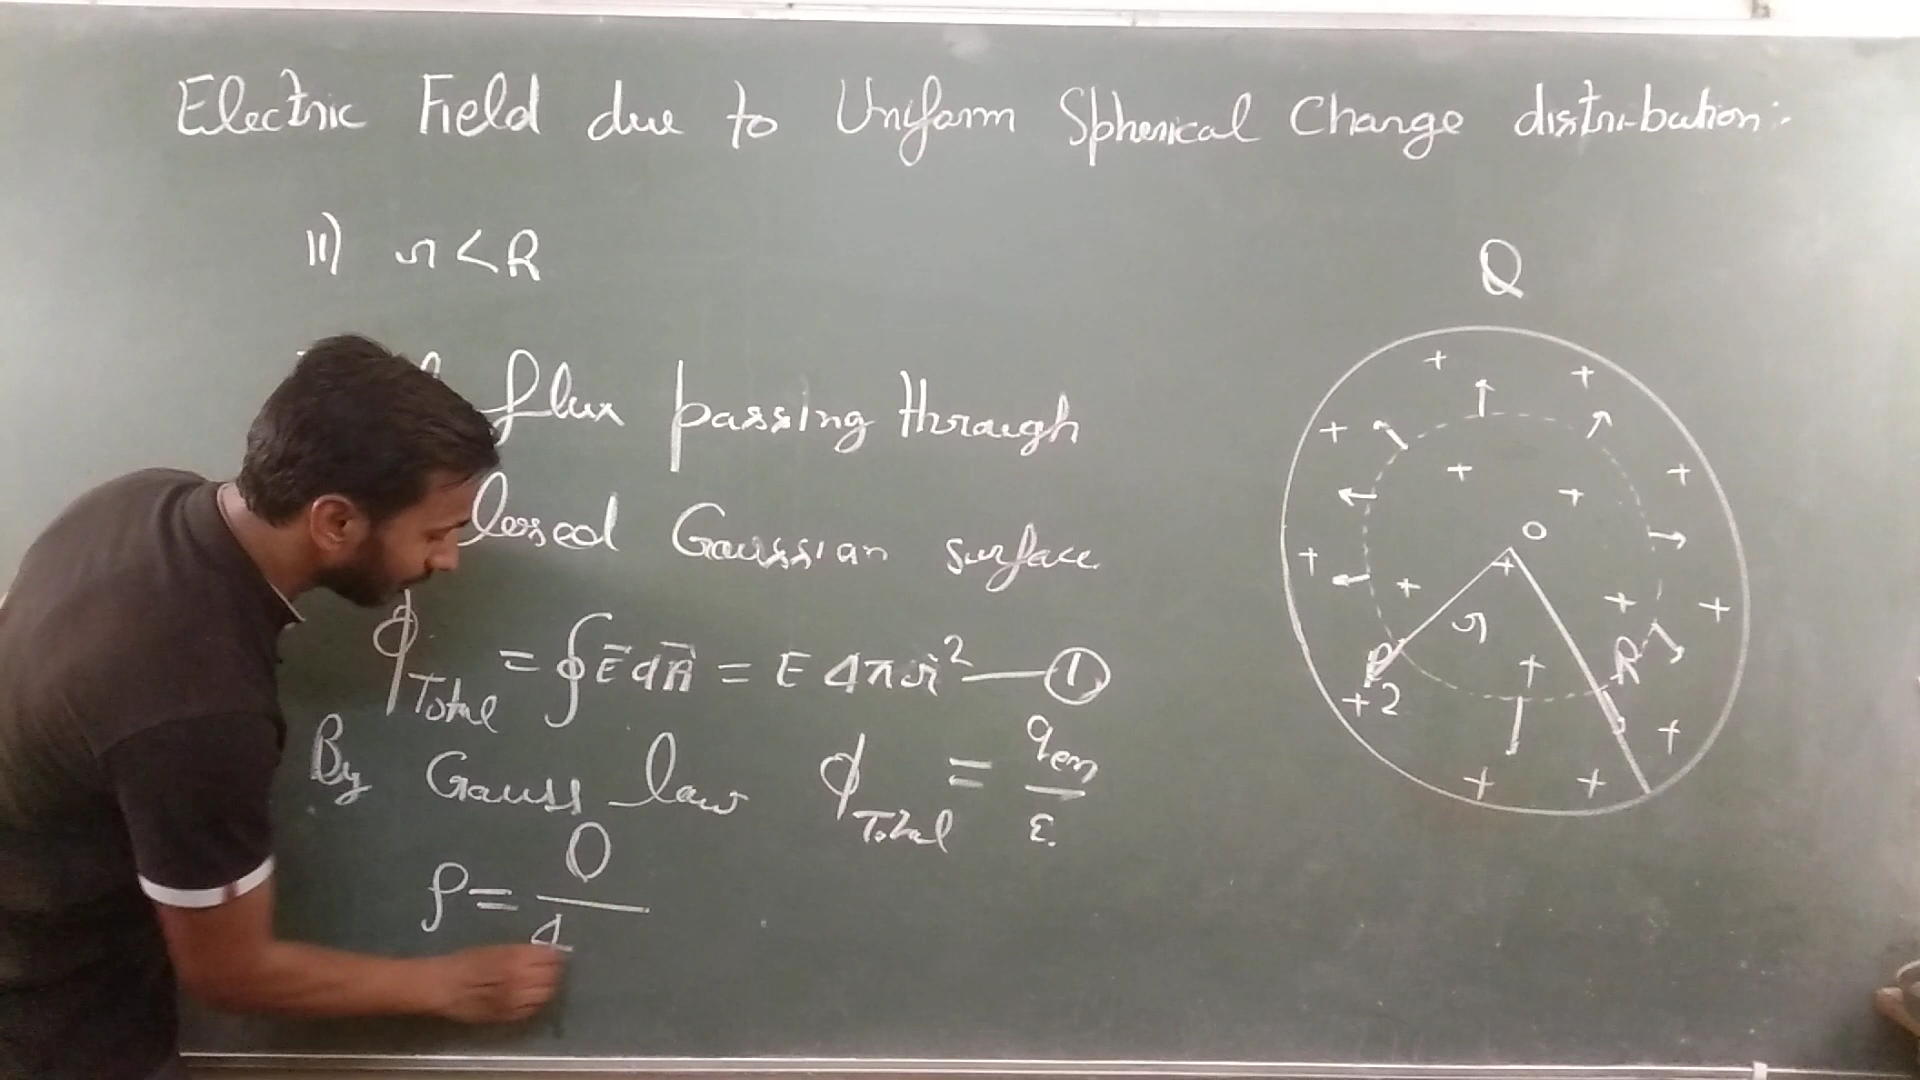 Electric Field due to Uniform Spherical Charge distribution:-
II) r < R
Q
flux passing through
closed Gaussian surface
ϕTotal = ∮E⃗ dA⃗ = E 4πr² — ①
By Gauss law ϕTotal = qen / ε₀
ρ = Q / 4
O
r
R
P
+2